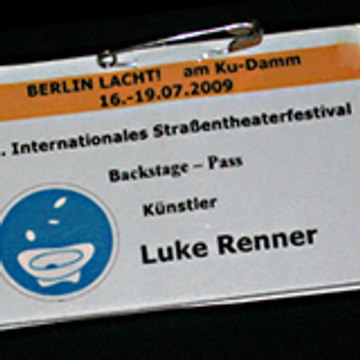 BERLIN LACHT! am Ku-Damm
16.-19.07.2009
. Internationales Straßentheaterfestival
Backstage – Pass
Künstler
Luke Renner